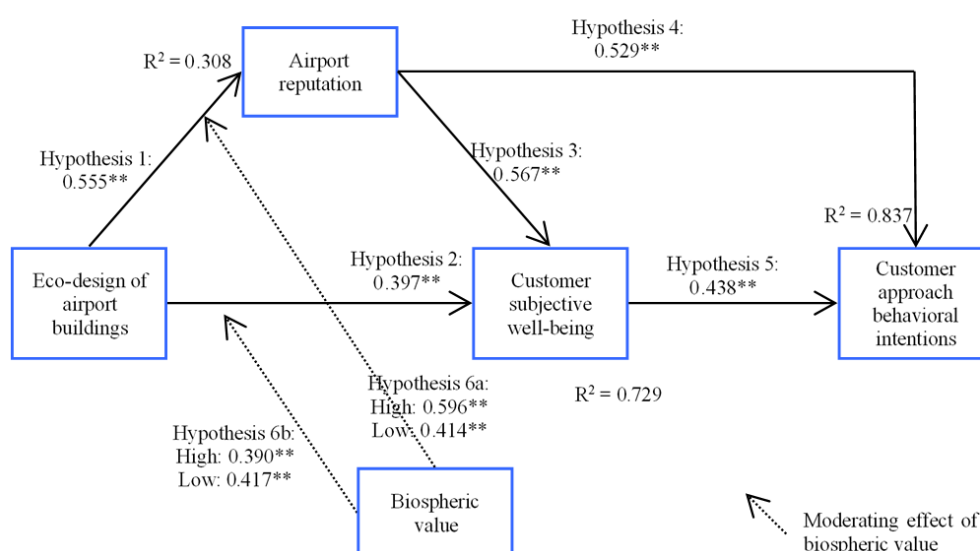 Hypothesis 4:
0.529**
R² = 0.308
Airport
reputation
Hypothesis 1:
0.555**
Hypothesis 3:
0.567**
R² = 0.837
Eco-design of
airport
buildings
Hypothesis 2:
0.397**
Customer
subjective
well-being
Hypothesis 5:
0.438**
Customer
approach
behavioral
intentions
R² = 0.729
Hypothesis 6a:
High: 0.596**
Low: 0.414**
Hypothesis 6b:
High: 0.390**
Low: 0.417**
Biospheric
value
Moderating effect of
biospheric value